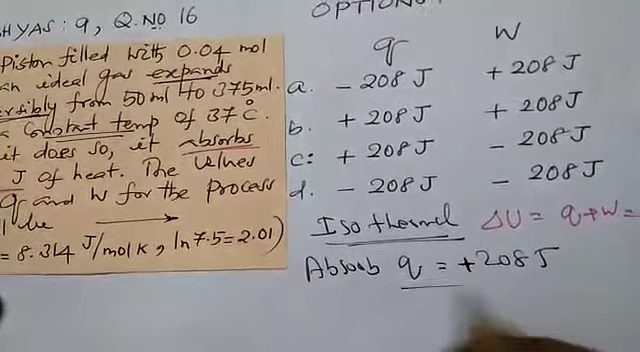 HYAS: 9, Q.NO 16
OPTIONS:
Piston filled with 0.04 mol
an ideal gas expands
ersibly from 50 ml to 375 ml.
a Constant temp of 37°C.
it does so, it absorbs
J of heat. The values
q and W for the process
ll be
= 8.314 J/mol K, ln 7.5 = 2.01)
q W
a. - 208 J + 208 J
b. + 208 J + 208 J
c: + 208 J - 208 J
d. - 208 J - 208 J
Isothermal ΔU = q+W =
Absorb q = +208 J